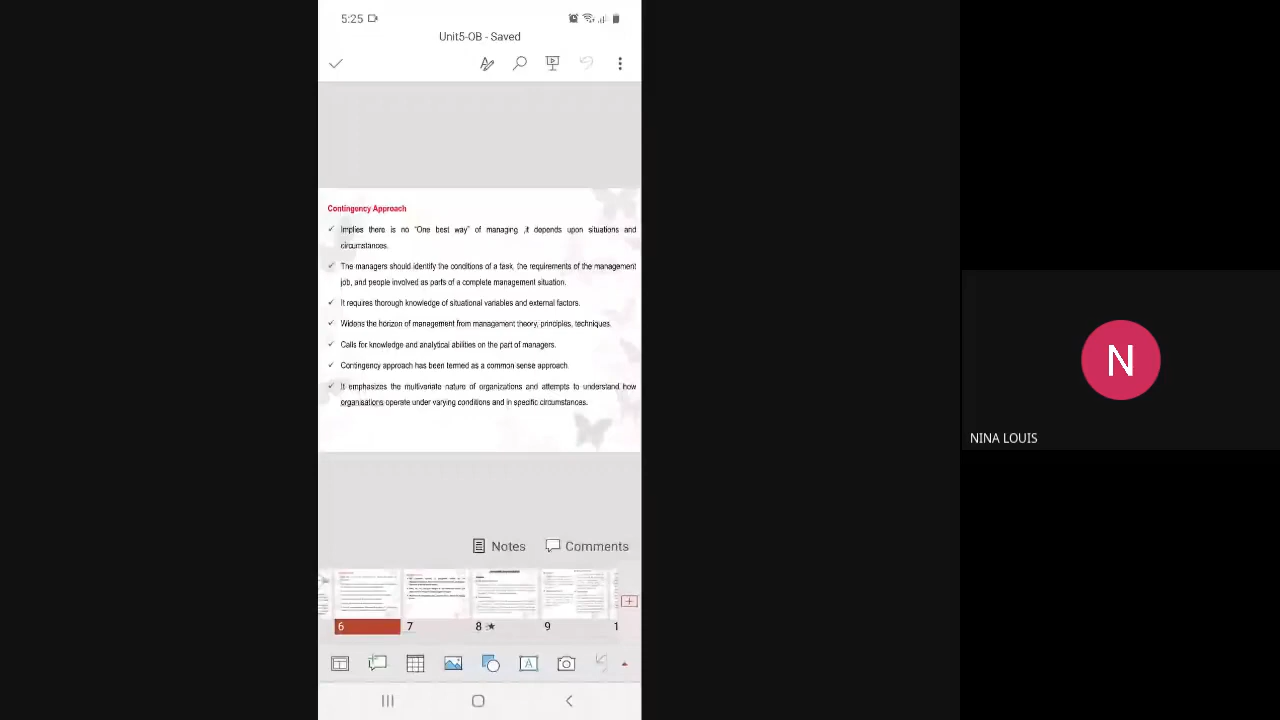 5:25
Unit5-OB - Saved
Contingency Approach
✓ Implies there is no "One best way" of managing ,it depends upon situations and
circumstances.
✓ The managers should identify the conditions of a task, the requirements of the management
job, and people involved as parts of a complete management situation.
✓ It requires thorough knowledge of situational variables and external factors.
✓ Widens the horizon of management from management theory, principles, techniques.
✓ Calls for knowledge and analytical abilities on the part of managers.
✓ Contingency approach has been termed as a common sense approach.
✓ It emphasizes the multivariate nature of organizations and attempts to understand how
organisations operate under varying conditions and in specific circumstances.
N
NINA LOUIS
Notes Comments
6 7 8 9 1